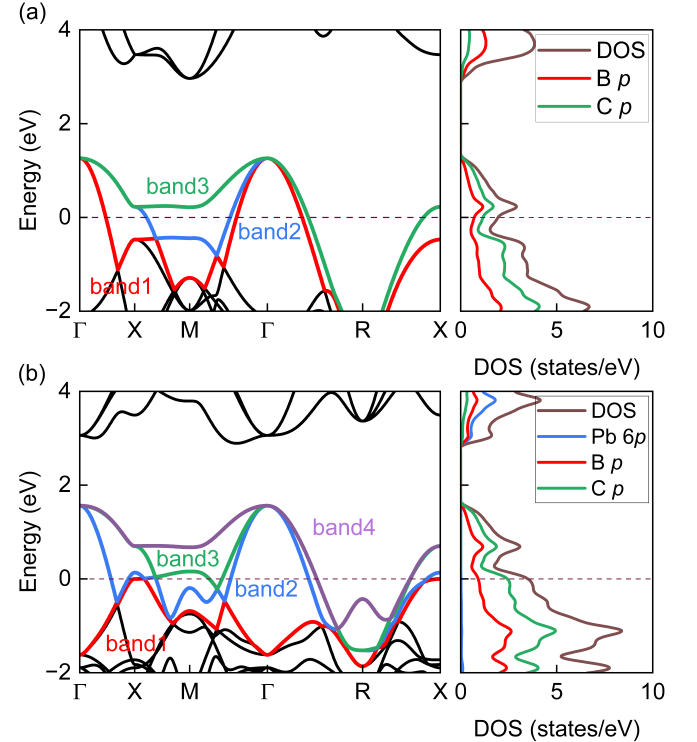 (a)
Energy (eV)
4
2
0
−2
band3
band2
band1
Γ X M Γ R X
DOS
B p
C p
0 5 10
DOS (states/eV)
(b)
Energy (eV)
4
2
0
−2
band4
band3
band2
band1
Γ X M Γ R X
DOS
Pb 6p
B p
C p
0 5 10
DOS (states/eV)